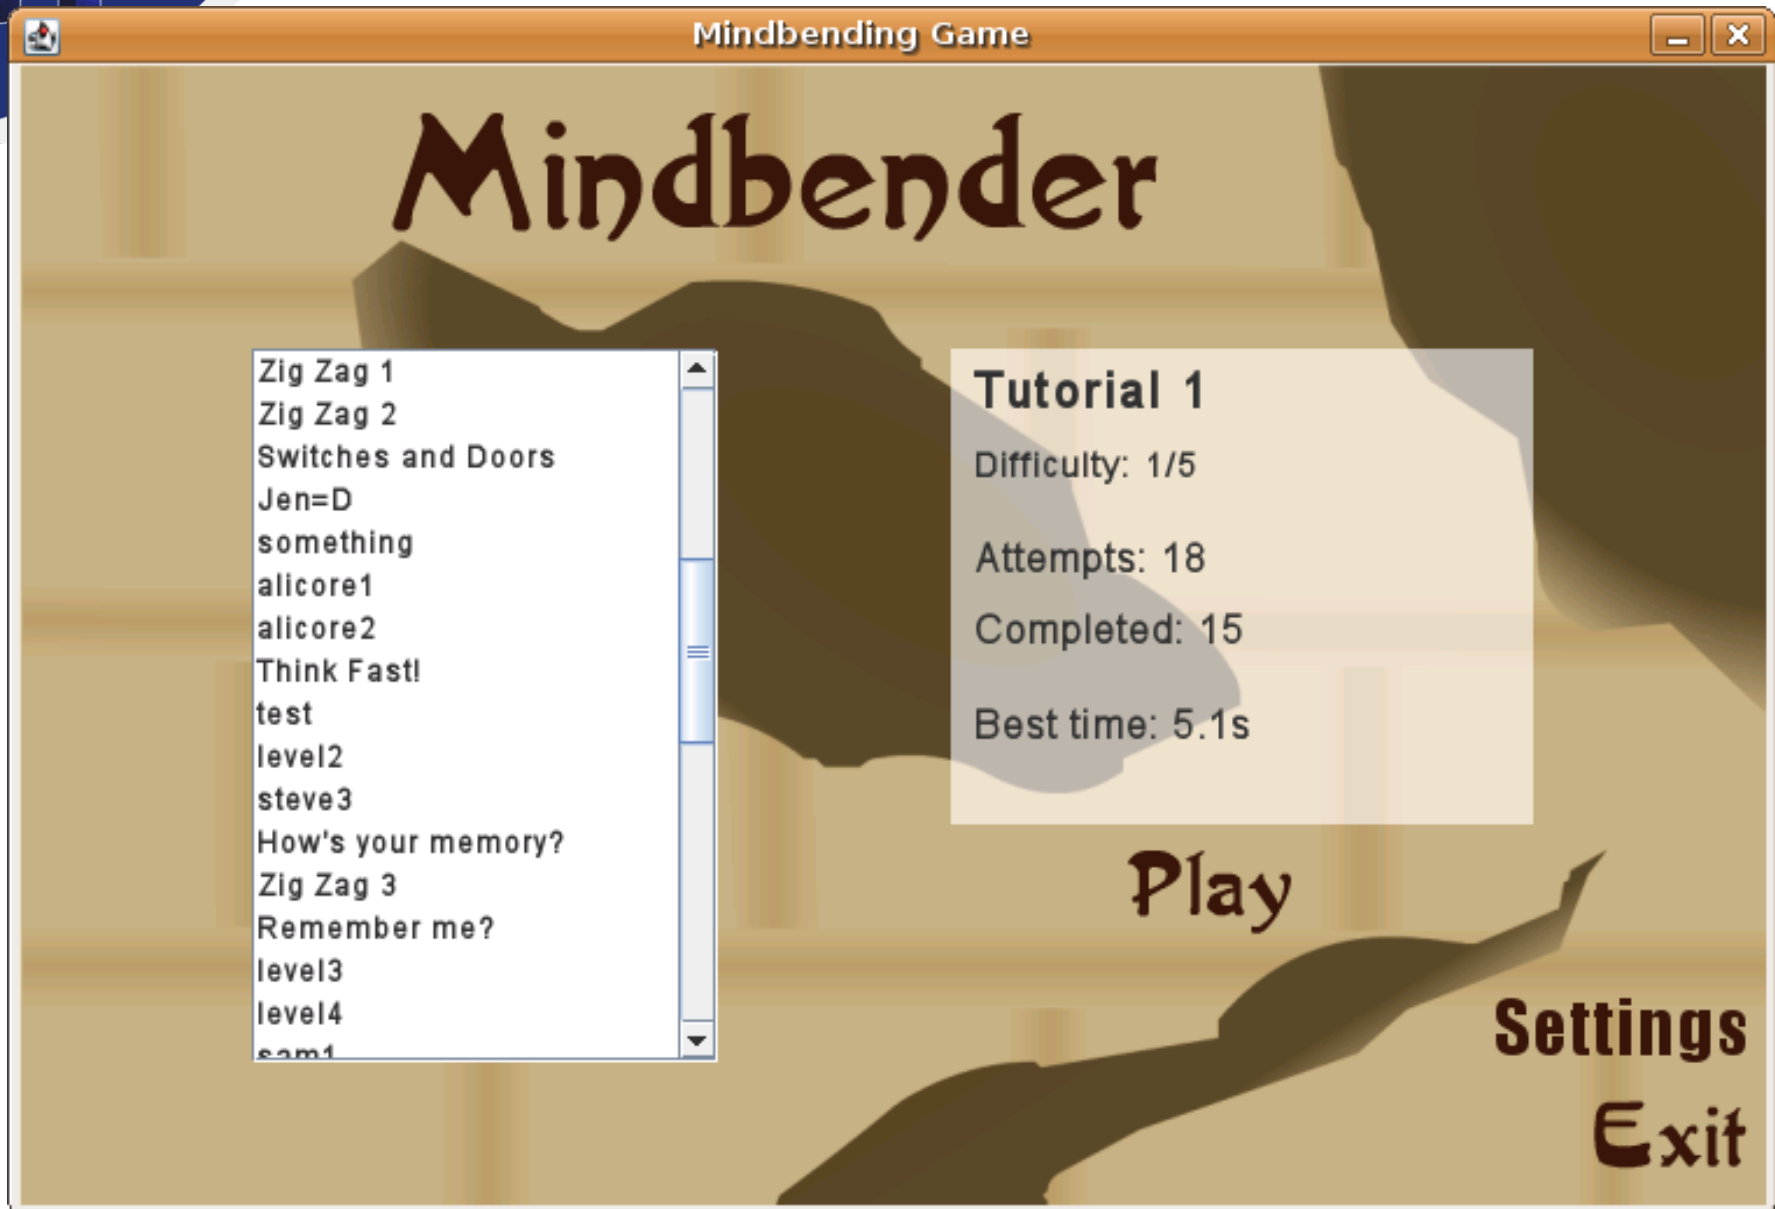 Mindbending Game
Mindbender
Zig Zag 1
Zig Zag 2
Switches and Doors
Jen=D
something
alicore1
alicore2
Think Fast!
test
level2
steve3
How's your memory?
Zig Zag 3
Remember me?
level3
level4
sam1
Tutorial 1
Difficulty: 1/5
Attempts: 18
Completed: 15
Best time: 5.1s
Play
Settings
Exit